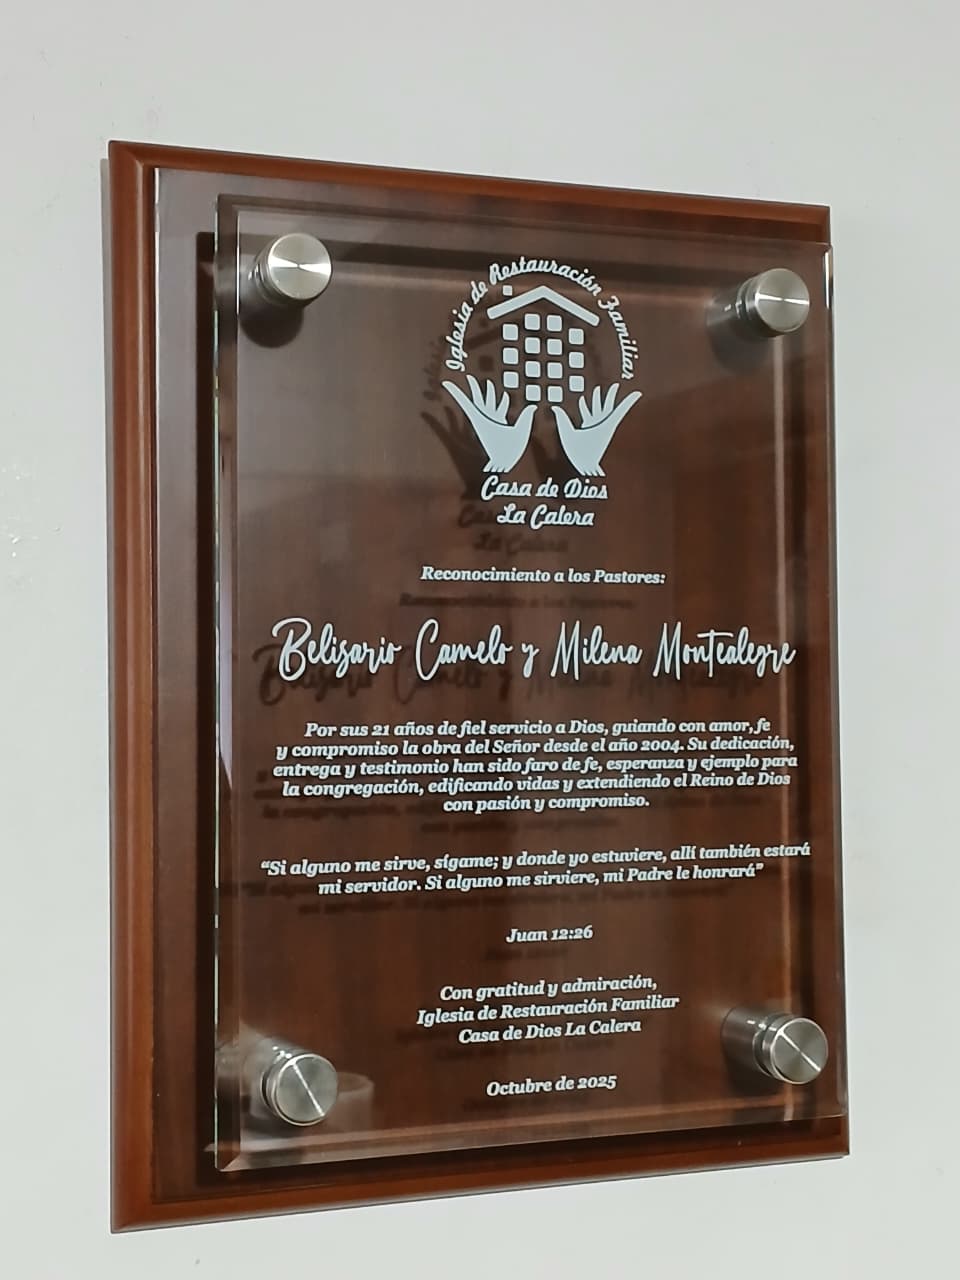 Iglesia de Restauración Familiar
Casa de Dios
La Calera
Reconocimiento a los Pastores:
Belisario Camelo y Milena Montealegre
Por sus 21 años de fiel servicio a Dios, guiando con amor, fe
y compromiso la obra del Señor desde el año 2004. Su dedicación,
entrega y testimonio han sido faro de fe, esperanza y ejemplo para
la congregación, edificando vidas y extendiendo el Reino de Dios
con pasión y compromiso.
“Si alguno me sirve, sígame; y donde yo estuviere, allí también estará
mi servidor. Si alguno me sirviere, mi Padre le honrará”
Juan 12:26
Con gratitud y admiración,
Iglesia de Restauración Familiar
Casa de Dios La Calera
Octubre de 2025